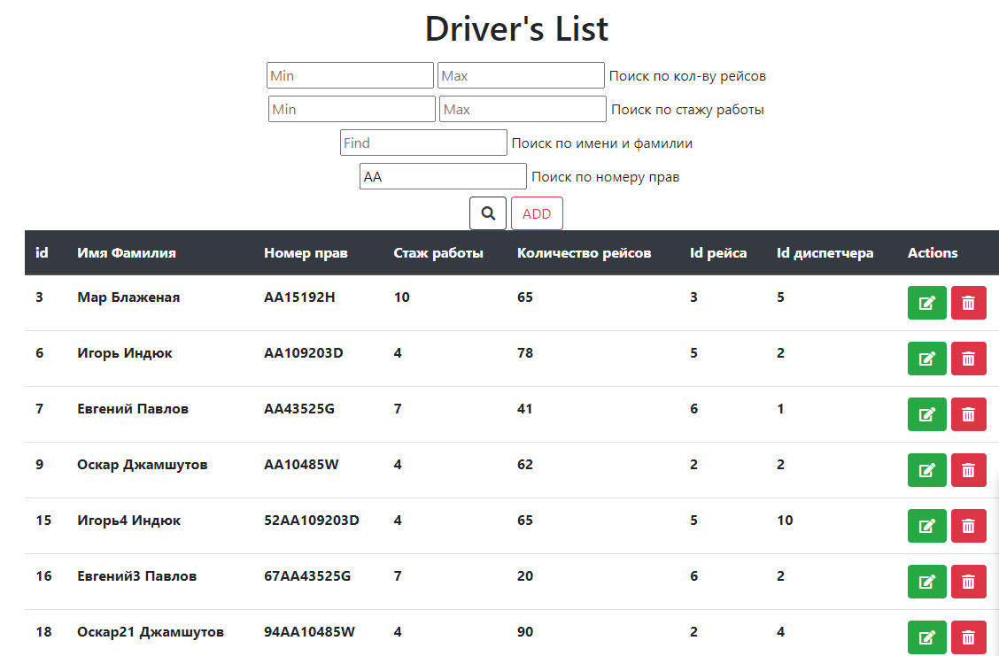 Driver's List
Min Max Поиск по кол-ву рейсов
Min Max Поиск по стажу работы
Find Поиск по имени и фамилии
AA Поиск по номеру прав
ADD
id Имя Фамилия Номер прав Стаж работы Количество рейсов Id рейса Id диспетчера Actions
3 Мар Блаженая AA15192H 10 65 3 5
6 Игорь Индюк AA109203D 4 78 5 2
7 Евгений Павлов AA43525G 7 41 6 1
9 Оскар Джамшутов AA10485W 4 62 2 2
15 Игорь4 Индюк 52AA109203D 4 65 5 10
16 Евгений3 Павлов 67AA43525G 7 20 6 2
18 Оскар21 Джамшутов 94AA10485W 4 90 2 4